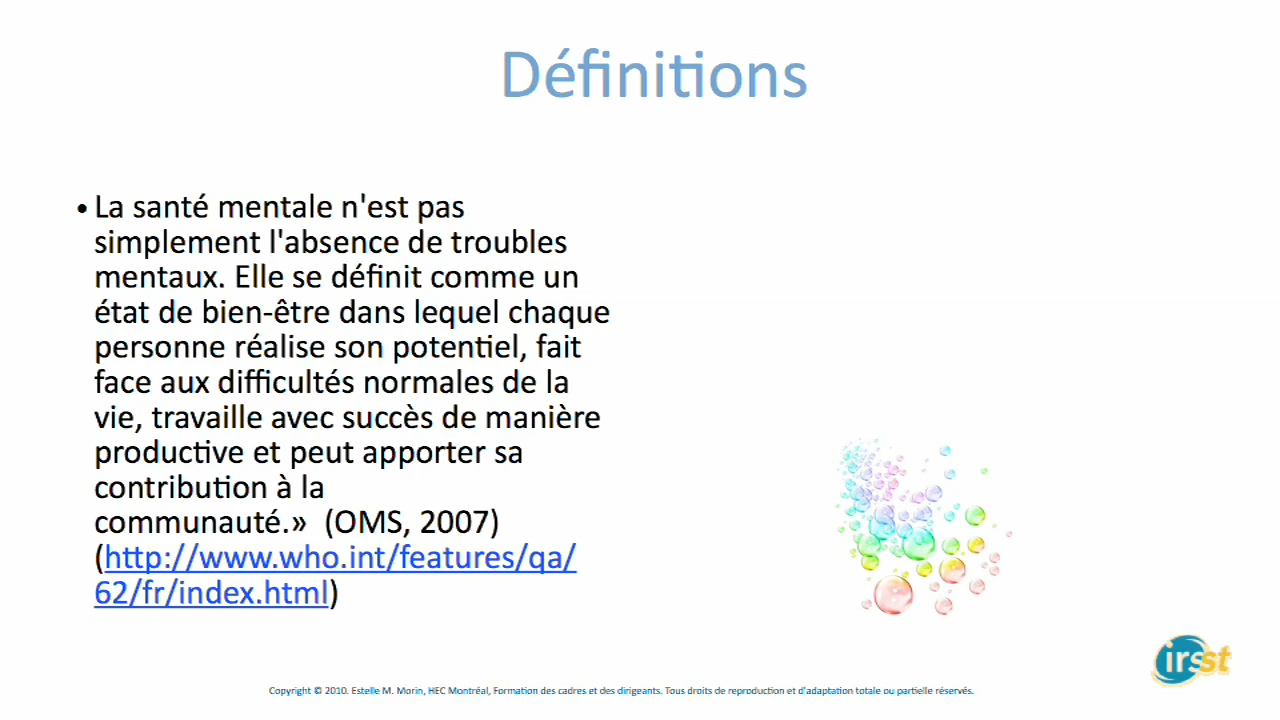 Définitions
• La santé mentale n'est pas
simplement l'absence de troubles
mentaux. Elle se définit comme un
état de bien-être dans lequel chaque
personne réalise son potentiel, fait
face aux difficultés normales de la
vie, travaille avec succès de manière
productive et peut apporter sa
contribution à la
communauté.» (OMS, 2007)
(http://www.who.int/features/qa/
62/fr/index.html)
irsst
Copyright © 2010. Estelle M. Morin, HEC Montréal, Formation des cadres et des dirigeants. Tous droits de reproduction et d'adaptation totale ou partielle réservés.